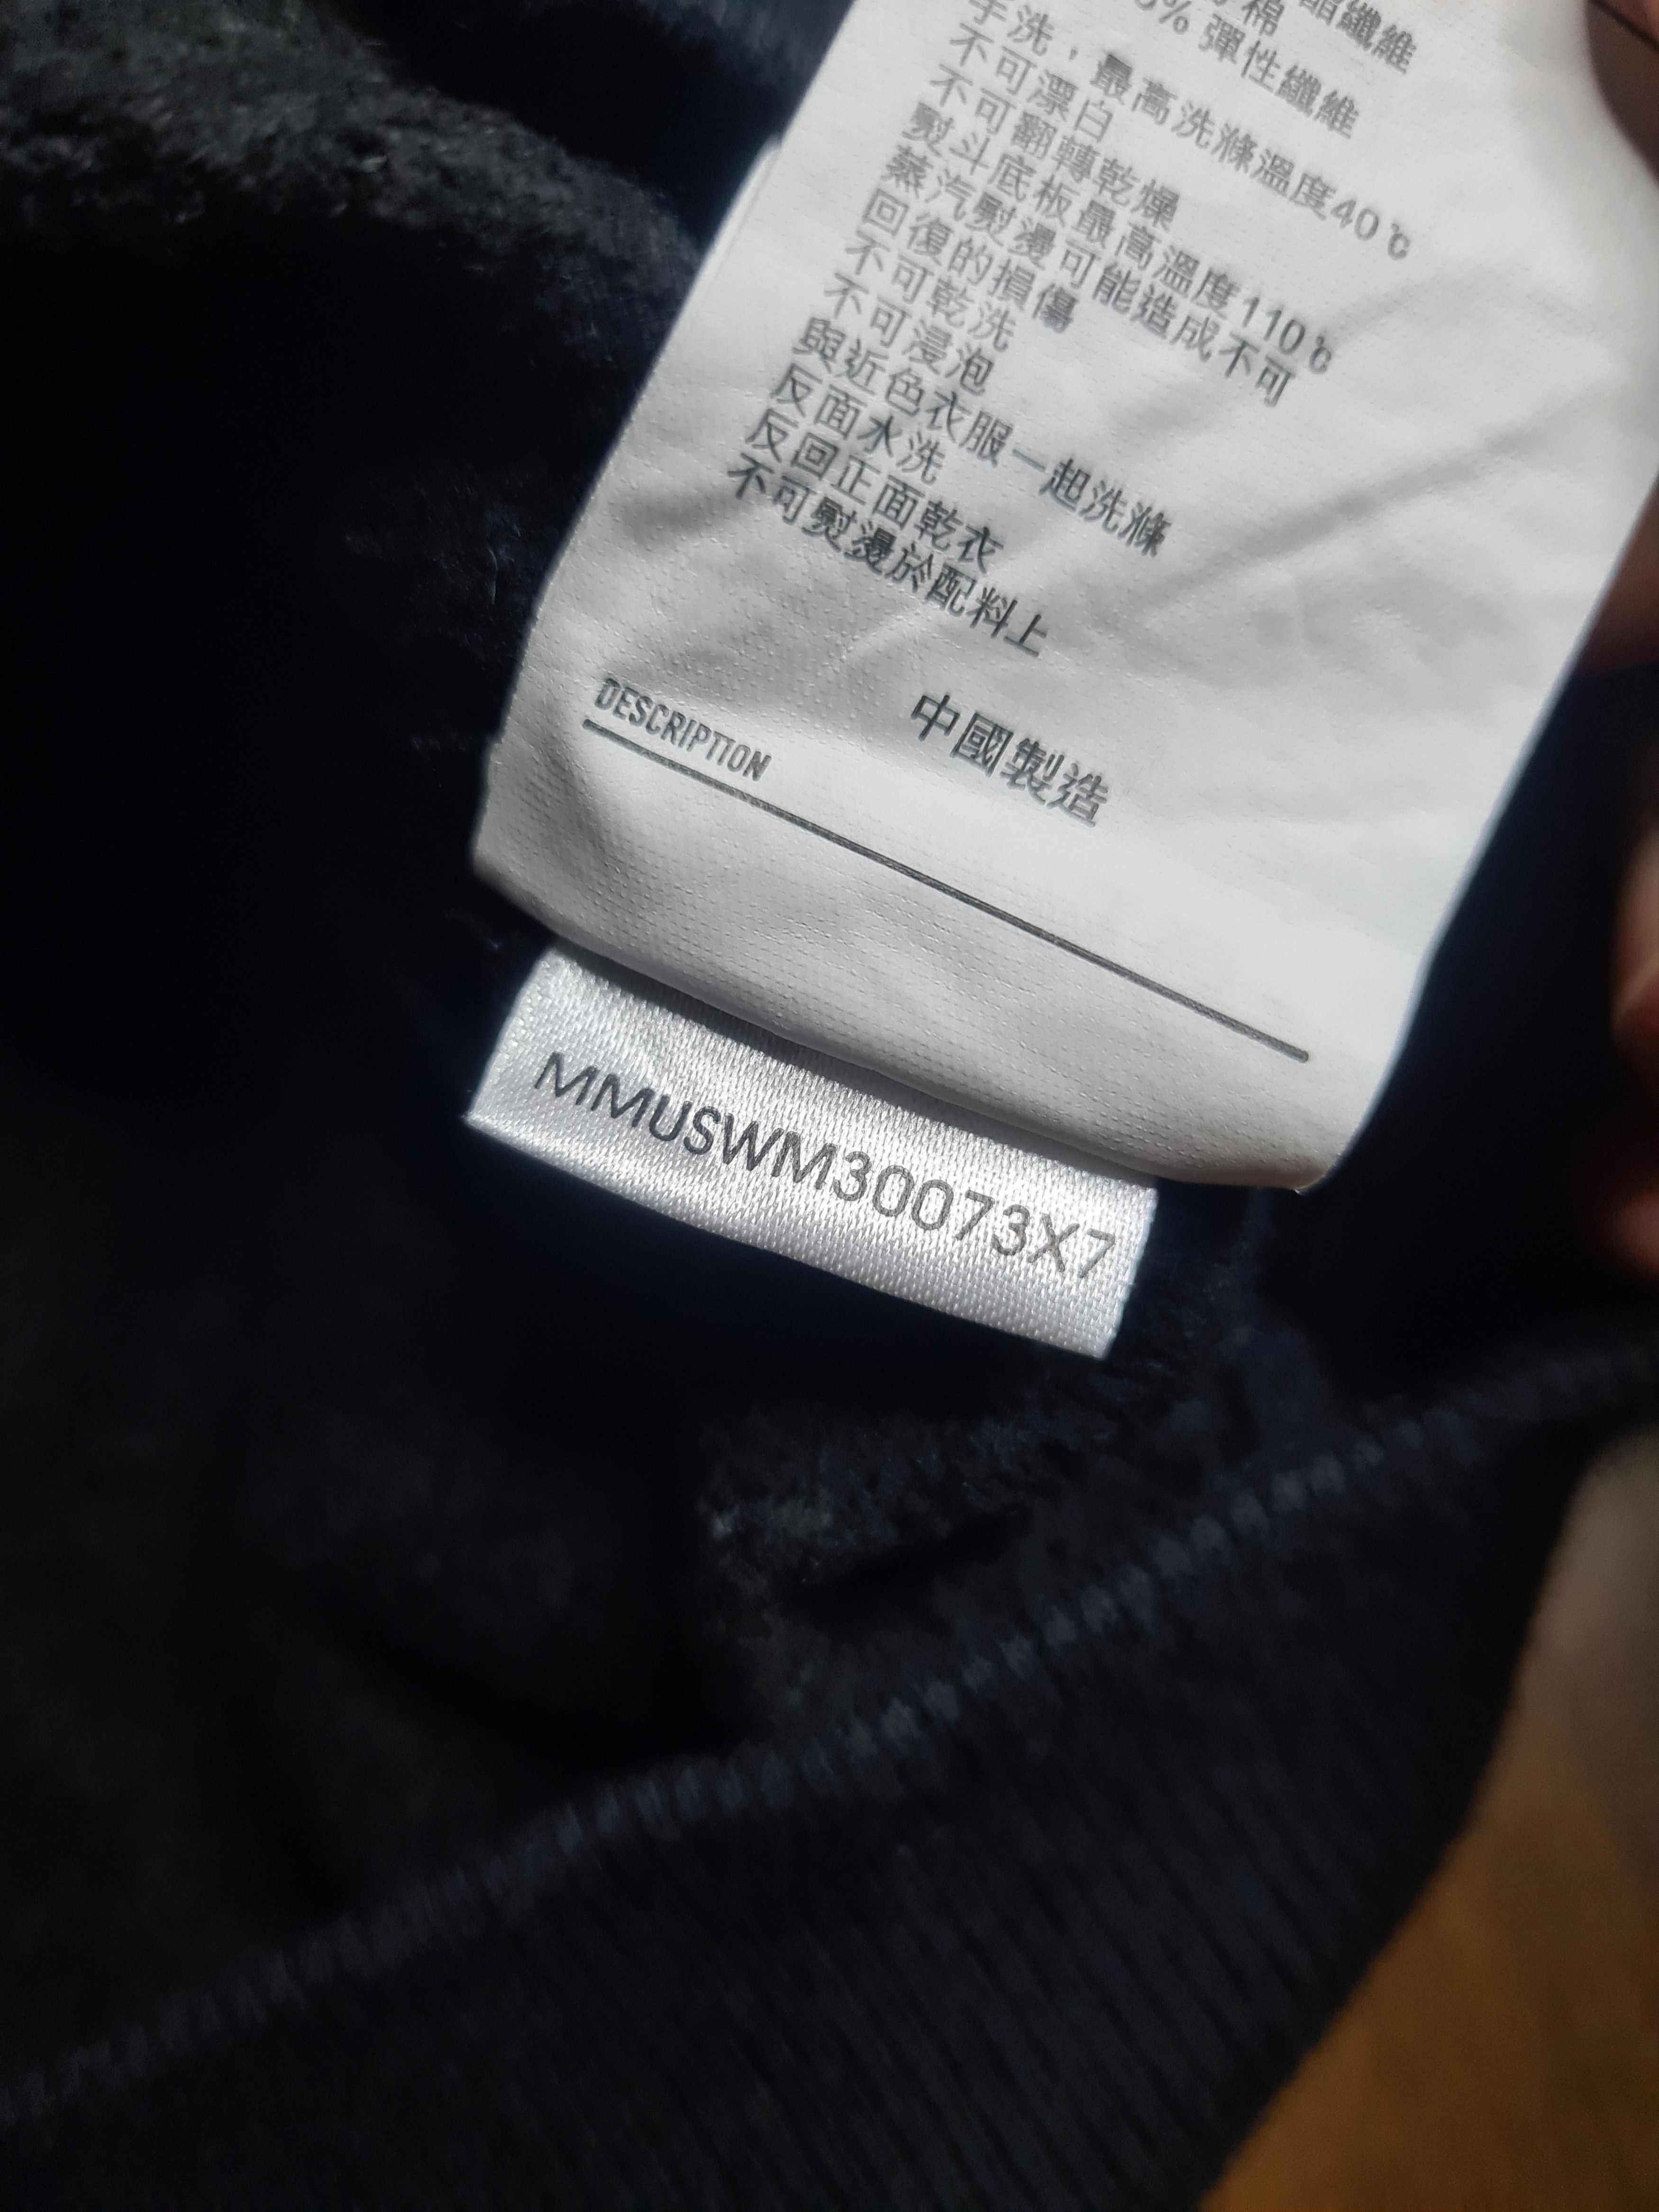 酯纖維
棉
% 彈性纖維
手洗，最高洗滌溫度40℃
不可漂白
不可翻轉乾燥
熨斗底板最高溫度110℃
蒸汽熨燙可能造成不可
回復的損傷
不可乾洗
不可浸泡
與近色衣服一起洗滌
反面水洗
反回正面乾衣
不可熨燙於配料上
中國製造
DESCRIPTION
MMUSWM30073X7